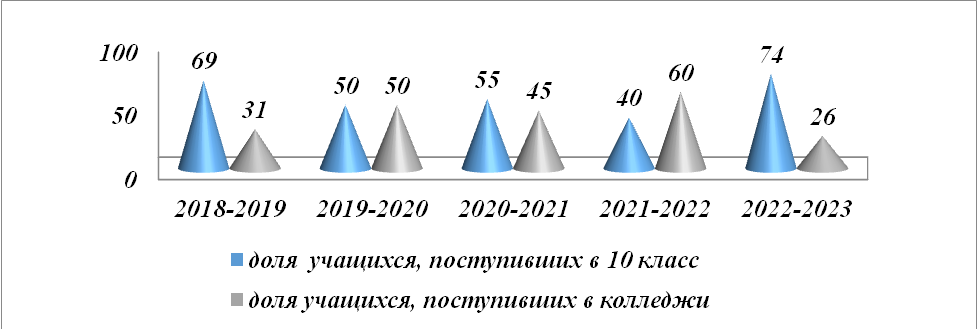 100
50
0
69 31 50 50 55 45 40 60 74 26
2018-2019 2019-2020 2020-2021 2021-2022 2022-2023
доля учащихся, поступивших в 10 класс
доля учащихся, поступивших в колледжи